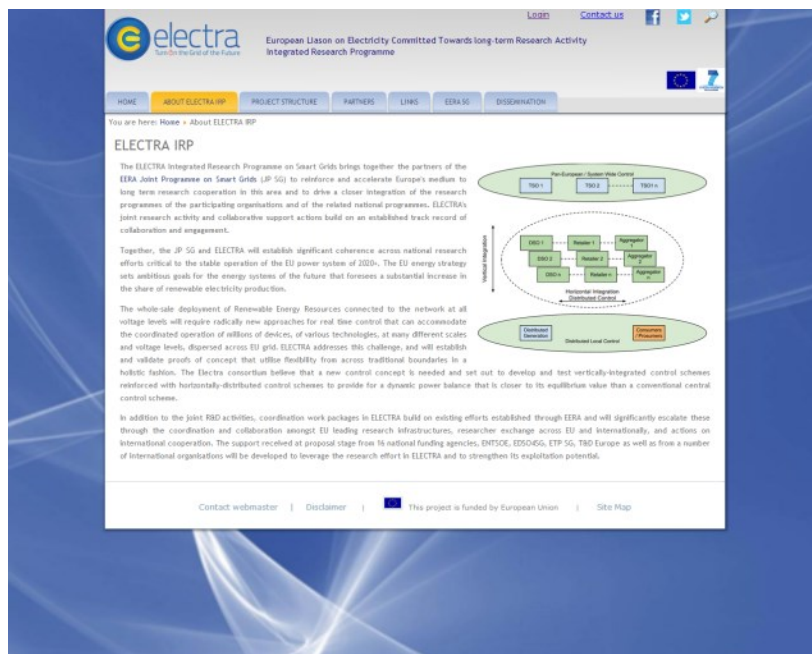 Login
Contact us
electra
Turn On the Grid of the Future
European Liason on Electricity Committed Towards long-term Research Activity
Integrated Research Programme
HOME
ABOUT ELECTRA IRP
PROJECT STRUCTURE
PARTNERS
LINKS
EERA SG
DISSEMINATION
You are here: Home » About ELECTRA IRP
ELECTRA IRP
The ELECTRA Integrated Research Programme on Smart Grids brings together the partners of the
EERA Joint Programme on Smart Grids (JP SG) to reinforce and accelerate Europe's medium to
long term research cooperation in this area and to drive a closer integration of the research
programmes of the participating organisations and of the related national programmes. ELECTRA's
joint research activity and collaborative support actions build on an established track record of
collaboration and engagement.
Together, the JP SG and ELECTRA will establish significant coherence across national research
efforts critical to the stable operation of the EU power system of 2020+. The EU energy strategy
sets ambitious goals for the energy systems of the future that foresees a substantial increase in
the share of renewable electricity production.
The whole-sale deployment of Renewable Energy Resources connected to the network at all
voltage levels will require radically new approaches for real time control that can accommodate
the coordinated operation of millions of devices, of various technologies, at many different scales
and voltage levels, dispersed across EU grid. ELECTRA addresses this challenge, and will establish
and validate proofs of concept that utilise flexibility from across traditional boundaries in a
holistic fashion. The Electra consortium believe that a new control concept is needed and set out to develop and test vertically-integrated control schemes
reinforced with horizontally-distributed control schemes to provide for a dynamic power balance that is closer to its equilibrium value than a conventional central
control scheme.
In addition to the joint R&D activities, coordination work packages in ELECTRA build on existing efforts established through EERA and will significantly escalate these
through the coordination and collaboration amongst EU leading research infrastructures, researcher exchange across EU and internationally, and actions on
international cooperation. The support received at proposal stage from 16 national funding agencies, ENTSOE, EDSO4SG, ETP SG, T&D Europe as well as from a number
of international organisations will be developed to leverage the research effort in ELECTRA and to strengthen its exploitation potential.
Pan-European / System Wide Control
TSO 1
TSO 2
TSO1 n
Vertical Integration
DSO 1
Retailer 1
Aggregator 1
DSO 2
Retailer 2
Aggregator 2
DSO n
Retailer n
Aggregator n
Horizontal Integration
Distributed Control
Distributed Generation
Consumers / Prosumers
Distributed Local Control
Contact webmaster | Disclaimer | This project is funded by European Union | Site Map